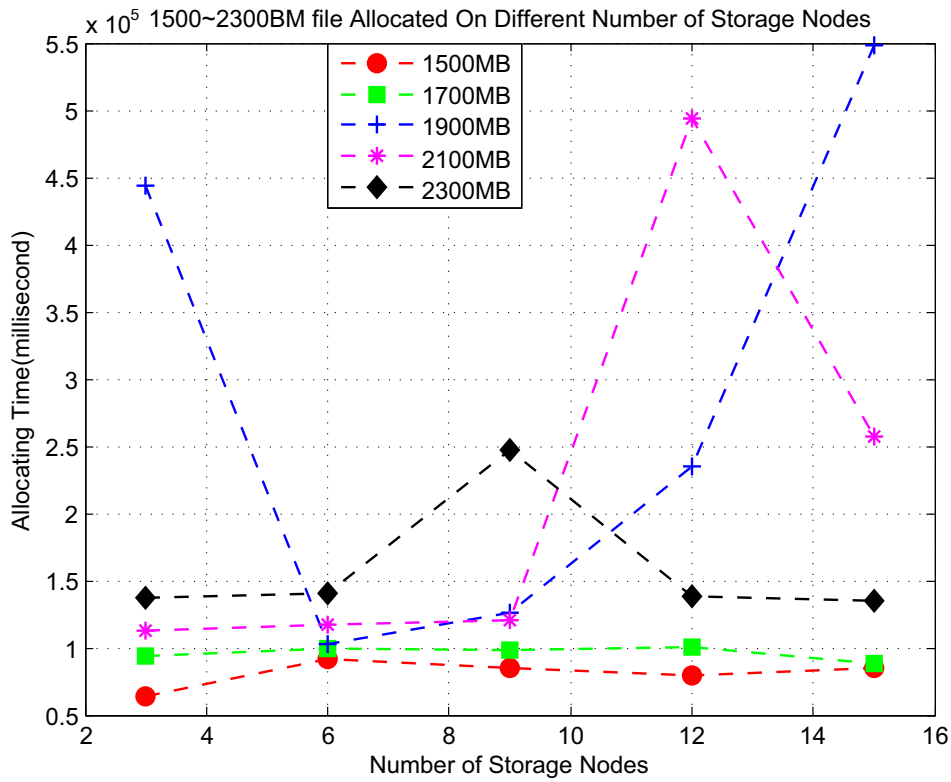 x 10^5 1500~2300BM file Allocated On Different Number of Storage Nodes
5.5
5
4.5
4
3.5
3
2.5
2
1.5
1
0.5
Allocating Time(millisecond)
1500MB
1700MB
1900MB
2100MB
2300MB
2 4 6 8 10 12 14 16
Number of Storage Nodes